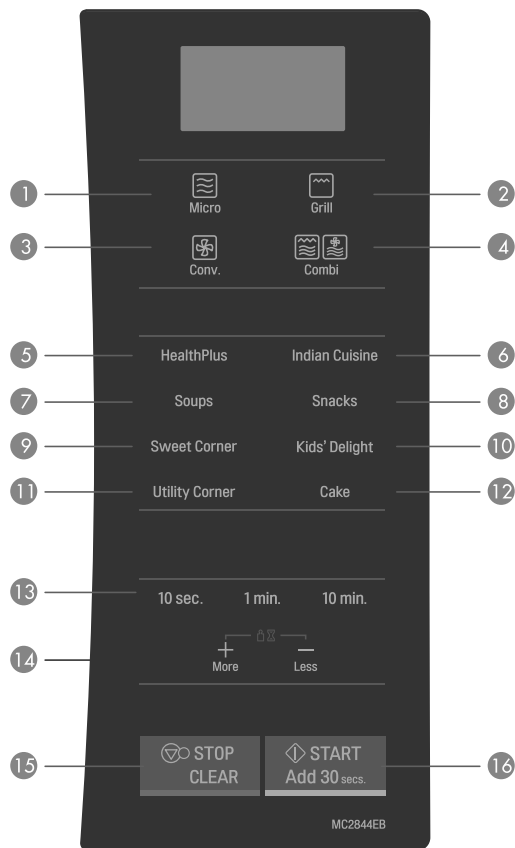 1 Micro Grill 2
3 Conv. Combi 4
5 HealthPlus Indian Cuisine 6
7 Soups Snacks 8
9 Sweet Corner Kids' Delight 10
11 Utility Corner Cake 12
13 10 sec. 1 min. 10 min.
14 + −
More Less
15 STOP START 16
CLEAR Add 30 secs.
MC2844EB